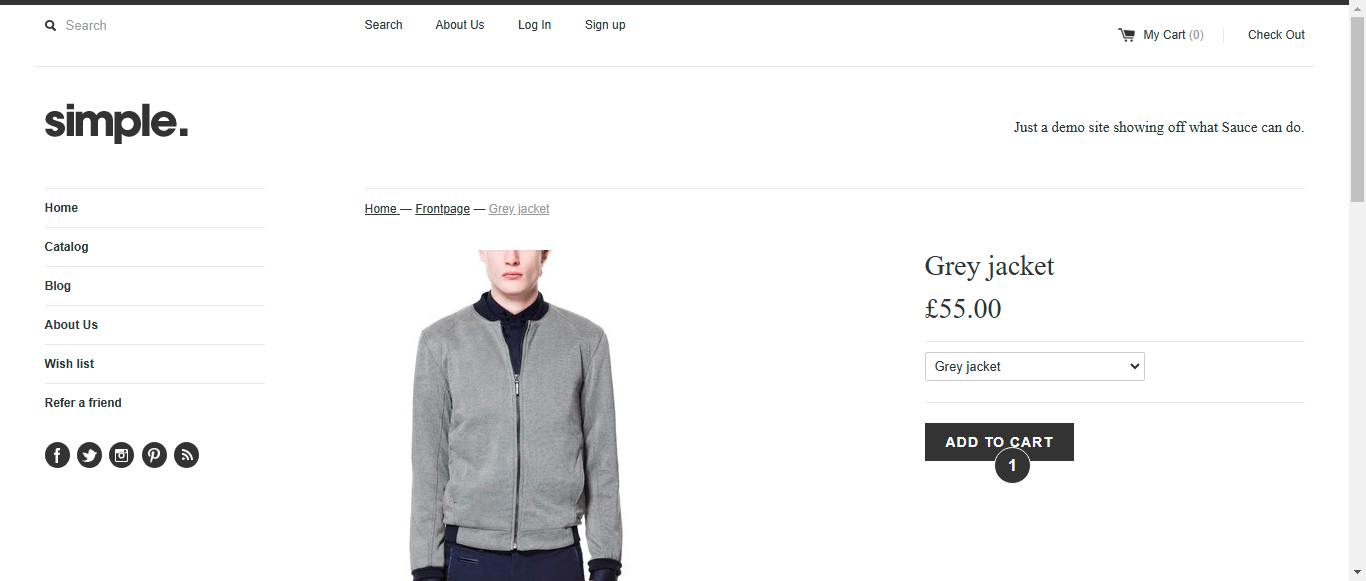 Search
Search About Us Log In Sign up
My Cart (0) Check Out
simple.
Just a demo site showing off what Sauce can do.
Home
Catalog
Blog
About Us
Wish list
Refer a friend
Home — Frontpage — Grey jacket
Grey jacket
£55.00
Grey jacket
ADD TO CART
1